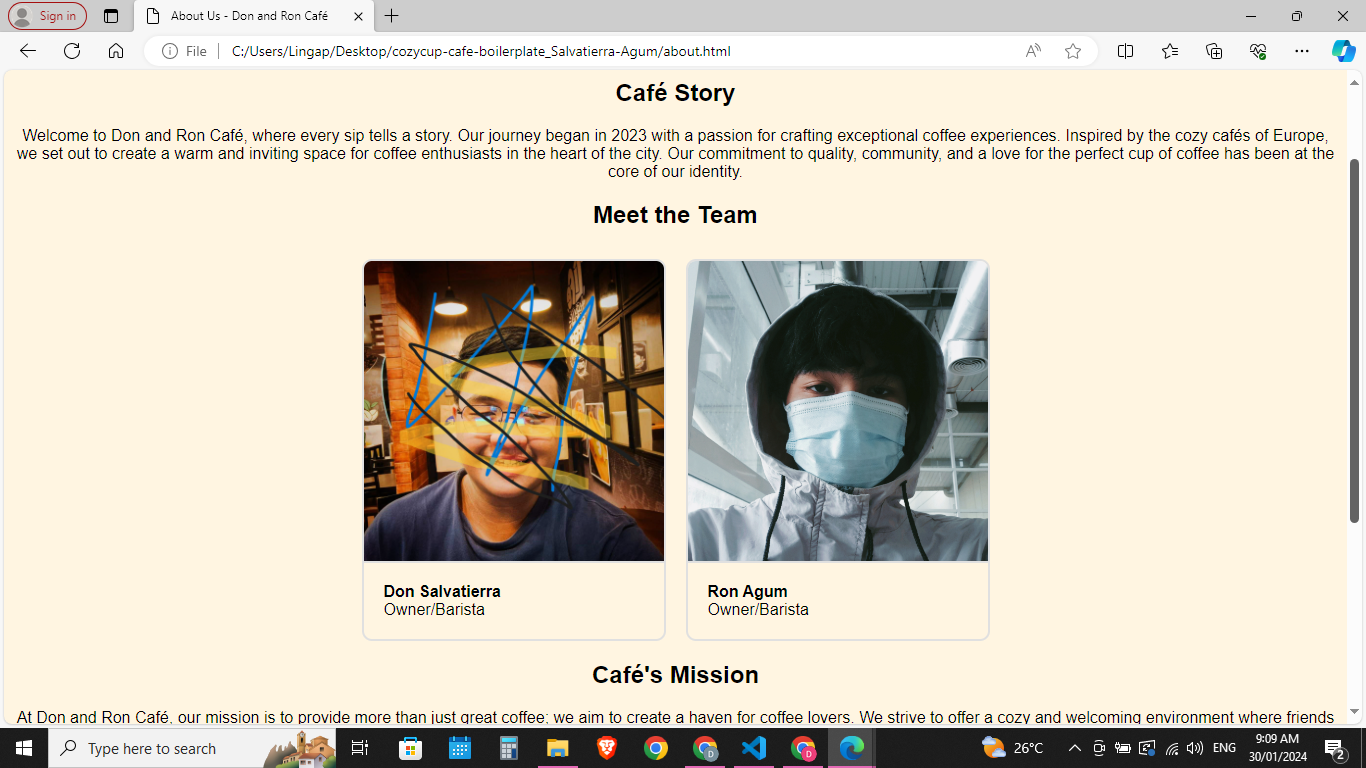 Sign in
About Us - Don and Ron Café
File
C:/Users/Lingap/Desktop/cozycup-cafe-boilerplate_Salvatierra-Agum/about.html
Café Story
Welcome to Don and Ron Café, where every sip tells a story. Our journey began in 2023 with a passion for crafting exceptional coffee experiences. Inspired by the cozy cafés of Europe,
we set out to create a warm and inviting space for coffee enthusiasts in the heart of the city. Our commitment to quality, community, and a love for the perfect cup of coffee has been at the
core of our identity.
Meet the Team
Don Salvatierra
Owner/Barista
Ron Agum
Owner/Barista
Café's Mission
At Don and Ron Café, our mission is to provide more than just great coffee; we aim to create a haven for coffee lovers. We strive to offer a cozy and welcoming environment where friends
Type here to search
26°C
ENG
9:09 AM
30/01/2024
2